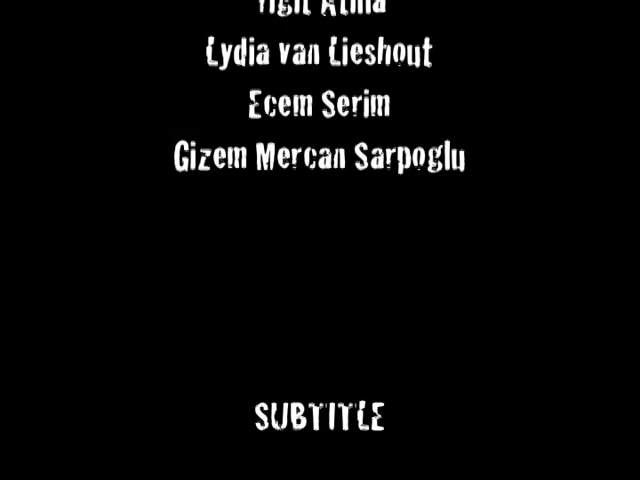 Lydia van Lieshout
Ecem Serim
Gizem Mercan Sarpoglu
SUBTITLE